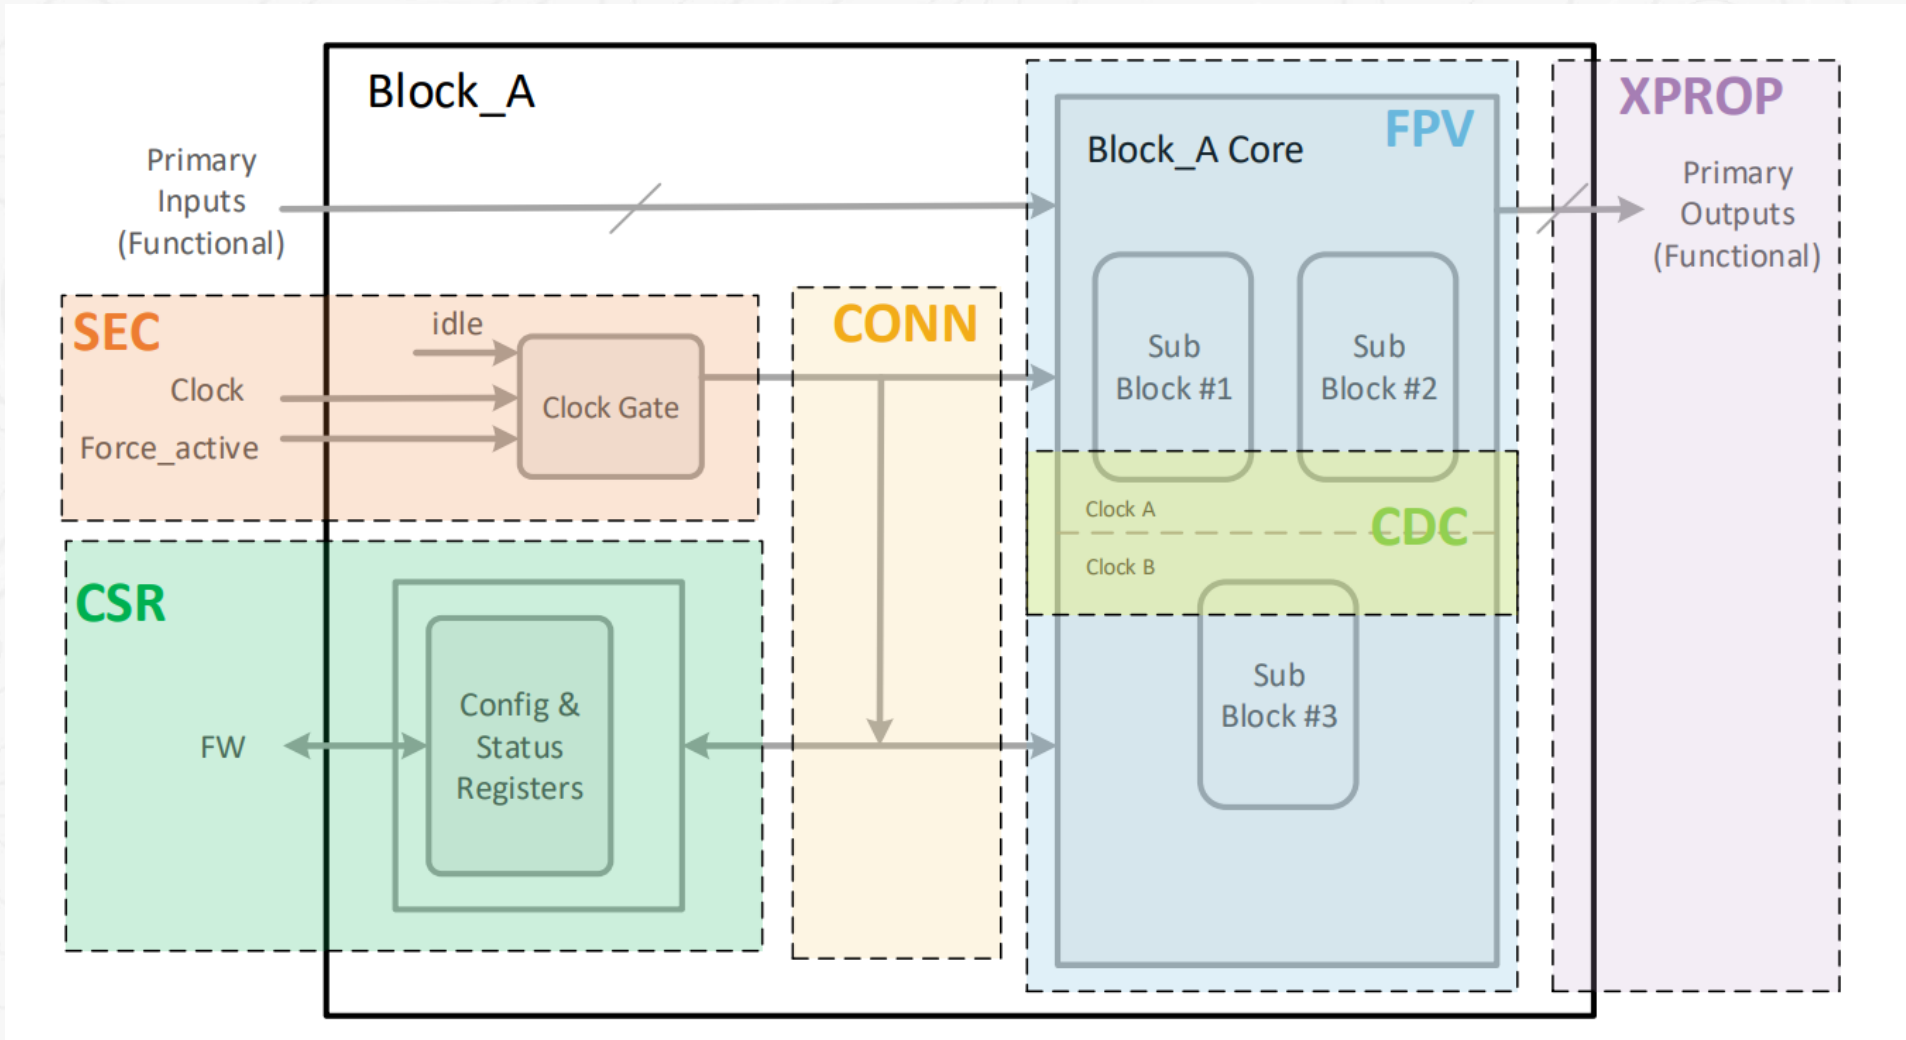 Block_A
XPROP
FPV
Block_A Core
Primary
Inputs
(Functional)
Primary
Outputs
(Functional)
SEC
idle
Clock
Force_active
Clock Gate
CONN
Sub
Block #1
Sub
Block #2
Clock A
CDC
Clock B
CSR
FW
Config &
Status
Registers
Sub
Block #3